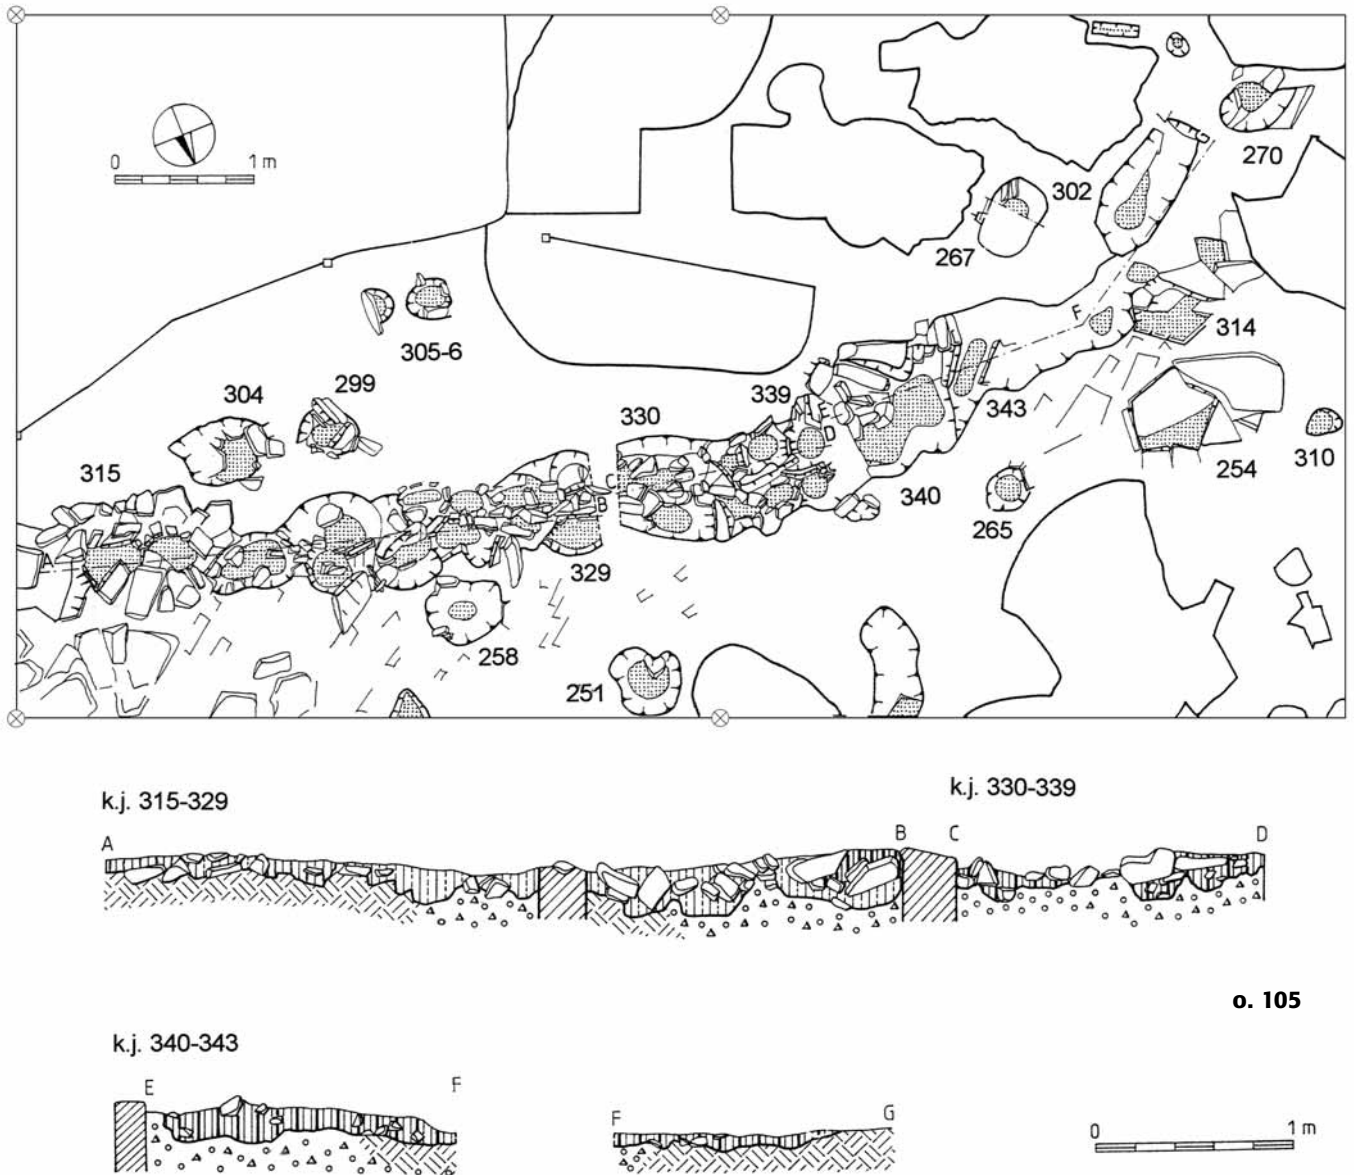 0 1 m
270
302
267
314
305-6
304
299
339
330
343
F
E
D
C
B
A
G
315
254
310
340
265
329
258
251
k.j. 315-329
k.j. 330-339
A B C D
o. 105
k.j. 340-343
E F
F G
0 1 m